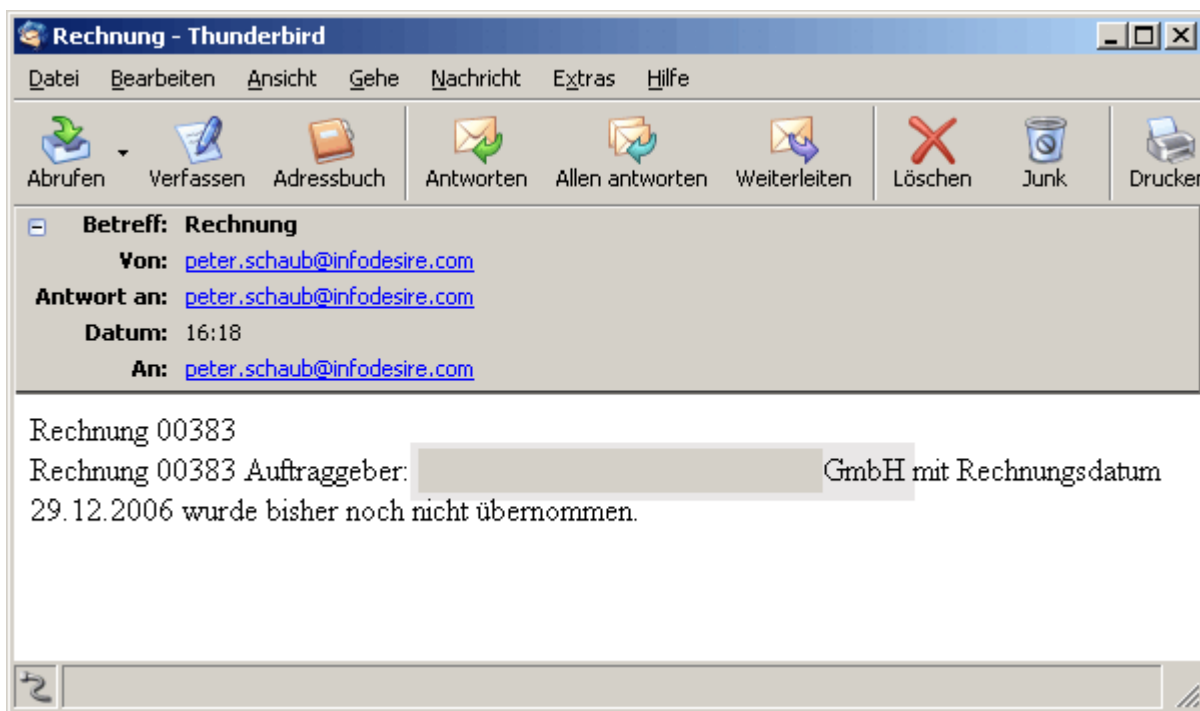 Rechnung - Thunderbird
Datei Bearbeiten Ansicht Gehe Nachricht Extras Hilfe
Abrufen Verfassen Adressbuch Antworten Allen antworten Weiterleiten Löschen Junk Drucken
Betreff: Rechnung
Von: peter.schaub@infodesire.com
Antwort an: peter.schaub@infodesire.com
Datum: 16:18
An: peter.schaub@infodesire.com
Rechnung 00383
Rechnung 00383 Auftraggeber: GmbH mit Rechnungsdatum
29.12.2006 wurde bisher noch nicht übernommen.